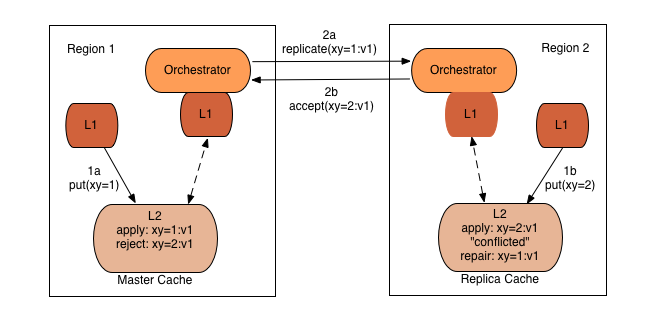 Region 1
Orchestrator
L1
L1
1a
put(xy=1)
L2
apply: xy=1:v1
reject: xy=2:v1
Master Cache
2a
replicate(xy=1:v1)
2b
accept(xy=2:v1)
Region 2
Orchestrator
L1
L1
1b
put(xy=2)
L2
apply: xy=2:v1
"conflicted"
repair: xy=1:v1
Replica Cache